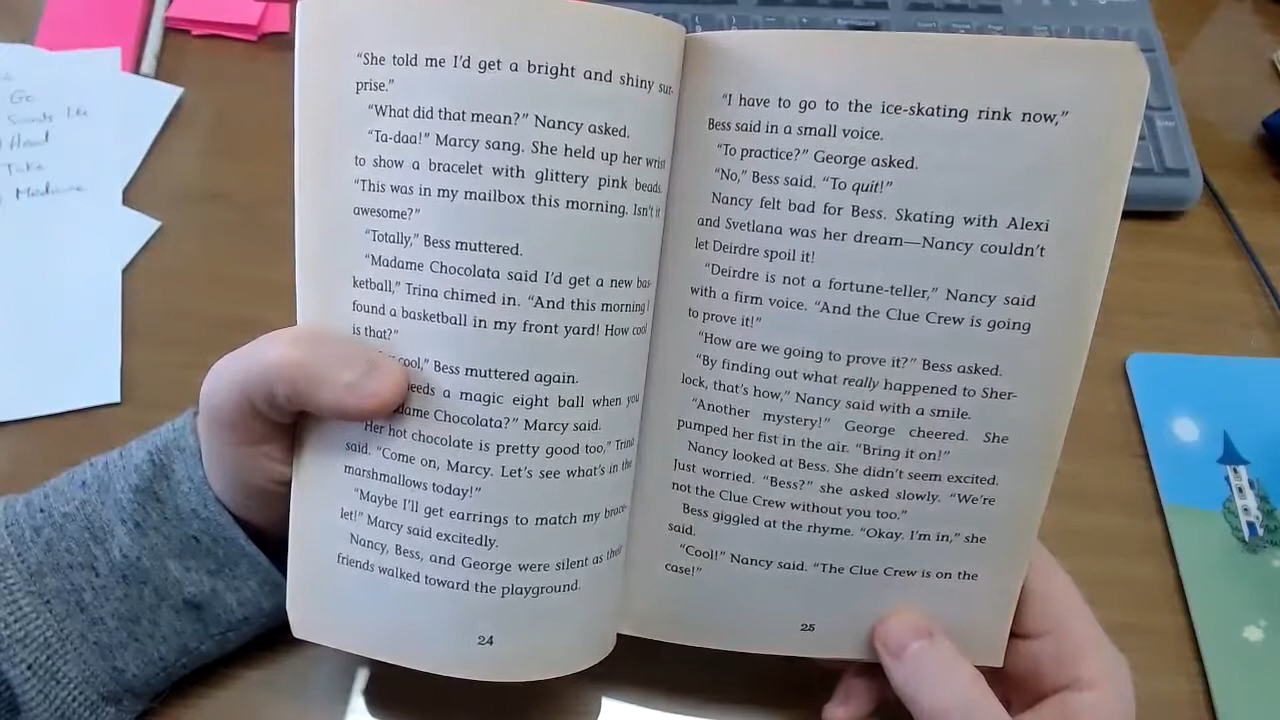 Go
Sounds Like
Head
Take
Medicine
“She told me I’d get a bright and shiny sur-
prise.”
“What did that mean?” Nancy asked.
“Ta-daa!” Marcy sang. She held up her wrist
to show a bracelet with glittery pink beads.
“This was in my mailbox this morning. Isn’t it
awesome?”
“Totally,” Bess muttered.
“Madame Chocolata said I’d get a new bas-
ketball,” Trina chimed in. “And this morning I
found a basketball in my front yard! How cool
is that?”
cool,” Bess muttered again.
needs a magic eight ball when you
Madame Chocolata?” Marcy said.
“Her hot chocolate is pretty good too,” Trina
said. “Come on, Marcy. Let’s see what’s in the
marshmallows today!”
“Maybe I’ll get earrings to match my brace-
let!” Marcy said excitedly.
Nancy, Bess, and George were silent as their
friends walked toward the playground.
24
“I have to go to the ice-skating rink now,”
Bess said in a small voice.
“To practice?” George asked.
“No,” Bess said. “To quit!”
Nancy felt bad for Bess. Skating with Alexi
and Svetlana was her dream—Nancy couldn’t
let Deirdre spoil it!
“Deirdre is not a fortune-teller,” Nancy said
with a firm voice. “And the Clue Crew is going
to prove it!”
“How are we going to prove it?” Bess asked.
“By finding out what really happened to Sher-
lock, that’s how,” Nancy said with a smile.
“Another mystery!” George cheered. She
pumped her fist in the air. “Bring it on!”
Nancy looked at Bess. She didn’t seem excited.
Just worried. “Bess?” she asked slowly. “We’re
not the Clue Crew without you too.”
Bess giggled at the rhyme. “Okay. I’m in,” she
said.
“Cool!” Nancy said. “The Clue Crew is on the
case!”
25